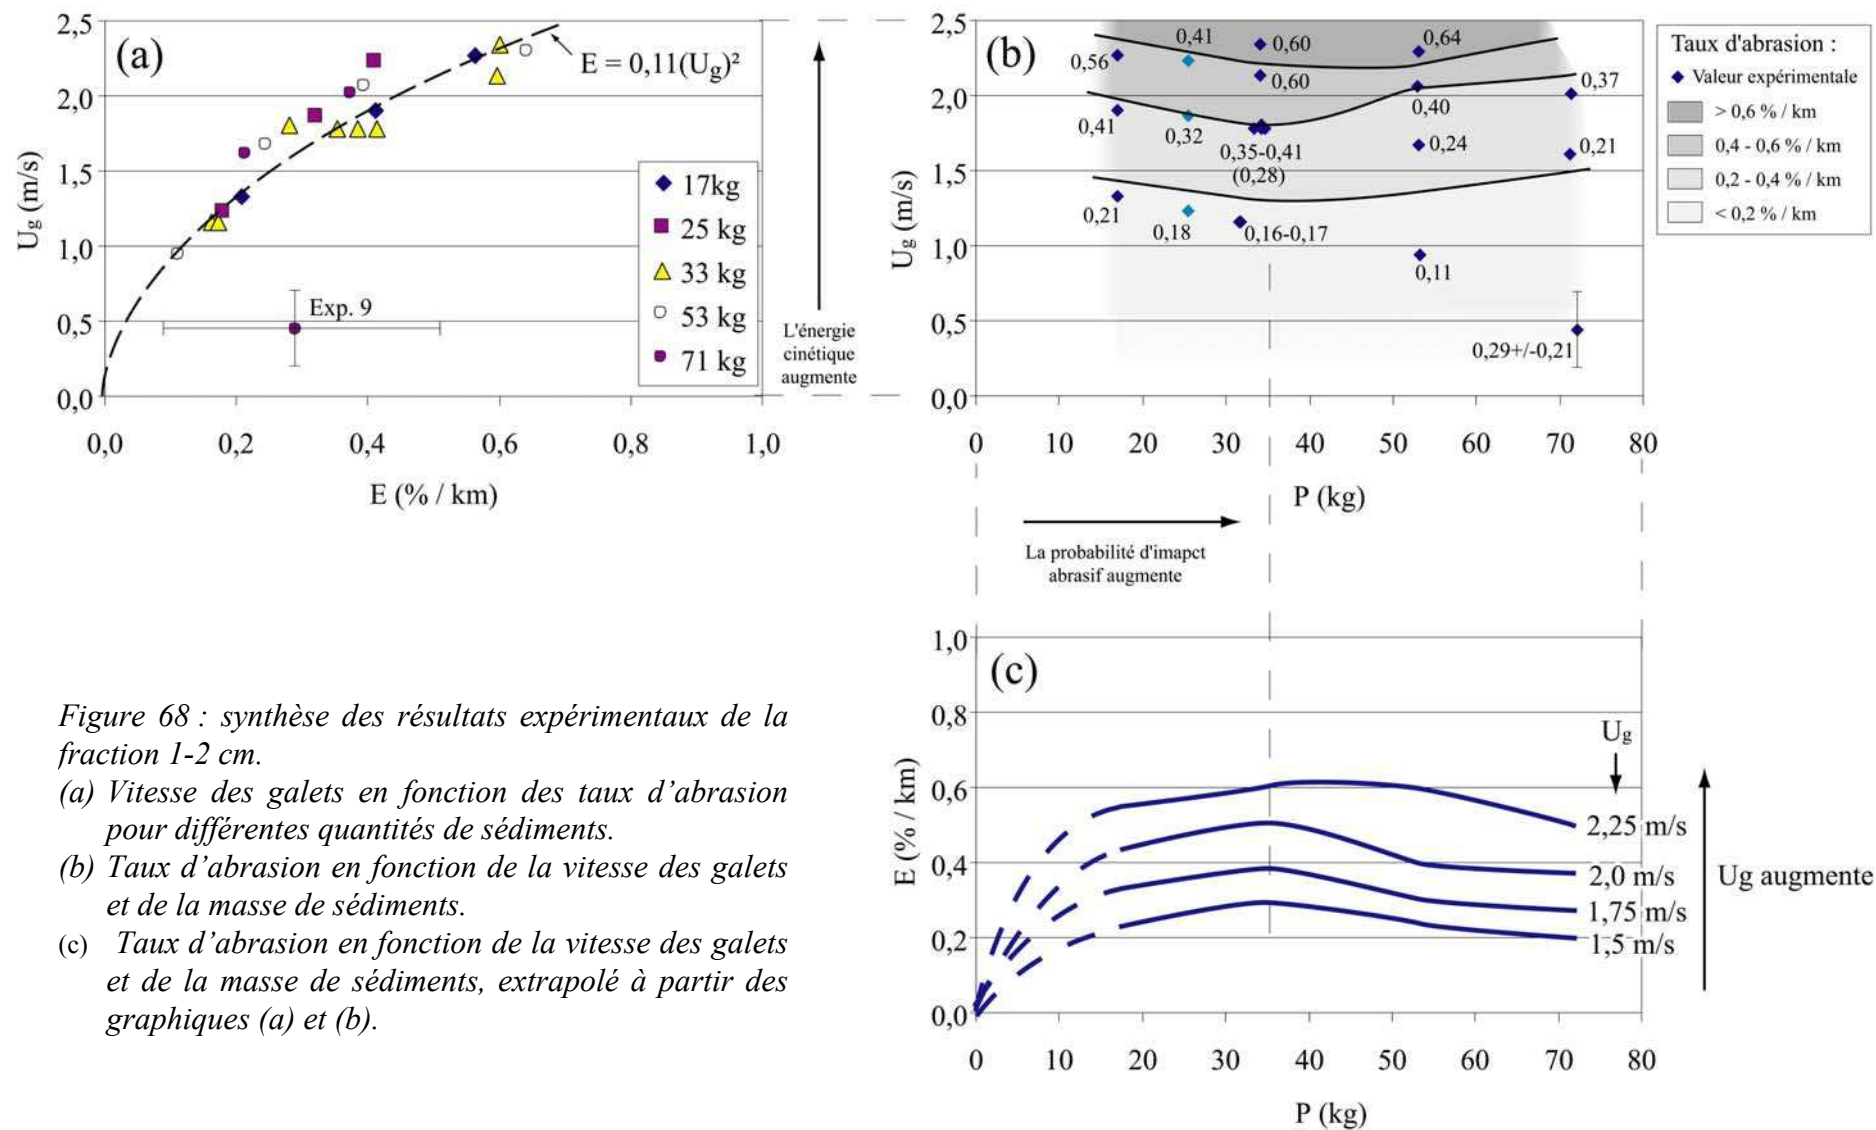 (a)
E = 0,11(Ug)²
2,5
2,0
1,5
1,0
0,5
0,0
Ug (m/s)
Exp. 9
17kg
25 kg
33 kg
53 kg
71 kg
0,0 0,2 0,4 0,6 0,8 1,0
E (% / km)
L'énergie
cinétique
augmente
(b)
2,5
2,0
1,5
1,0
0,5
0,0
Ug (m/s)
0,56
0,41
0,60
0,64
0,60
0,37
0,40
0,41
0,32
0,35-0,41
(0,28)
0,24
0,21
0,21
0,18
0,16-0,17
0,11
0,29+/-0,21
0 10 20 30 40 50 60 70 80
P (kg)
Taux d'abrasion :
Valeur expérimentale
> 0,6 % / km
0,4 - 0,6 % / km
0,2 - 0,4 % / km
< 0,2 % / km
La probabilité d'imapct
abrasif augmente
(c)
1,0
0,8
0,6
0,4
0,2
0,0
E (% / km)
Ug
2,25 m/s
2,0 m/s
1,75 m/s
1,5 m/s
Ug augmente
0 10 20 30 40 50 60 70 80
P (kg)
Figure 68 : synthèse des résultats expérimentaux de la
fraction 1-2 cm.
(a) Vitesse des galets en fonction des taux d’abrasion
pour différentes quantités de sédiments.
(b) Taux d’abrasion en fonction de la vitesse des galets
et de la masse de sédiments.
(c) Taux d’abrasion en fonction de la vitesse des galets
et de la masse de sédiments, extrapolé à partir des
graphiques (a) et (b).